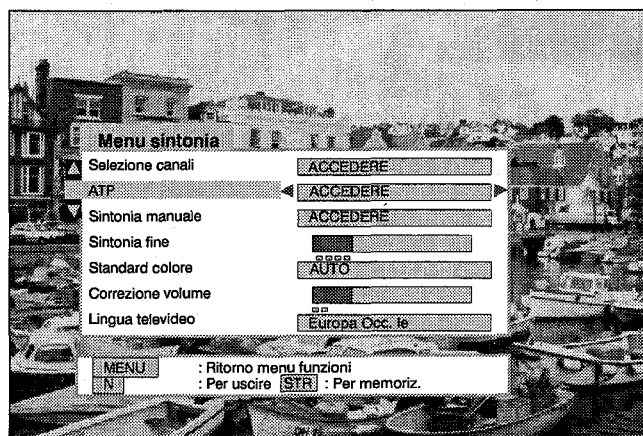 Menu sintonia
Selezione canali ACCEDERE
ATP ACCEDERE
Sintonia manuale ACCEDERE
Sintonia fine
Standard colore AUTO
Correzione volume
Lingua televideo Europa Occ. le
MENU : Ritorno menu funzioni
N : Per uscire STR : Per memoriz.